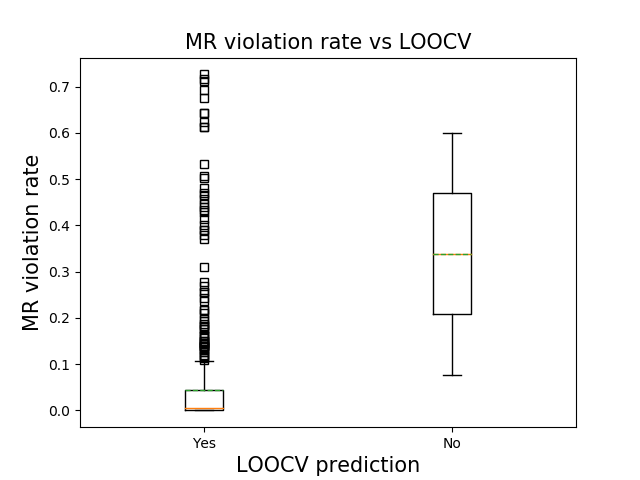 MR violation rate vs LOOCV
MR violation rate
0.7
0.6
0.5
0.4
0.3
0.2
0.1
0.0
Yes
No
LOOCV prediction